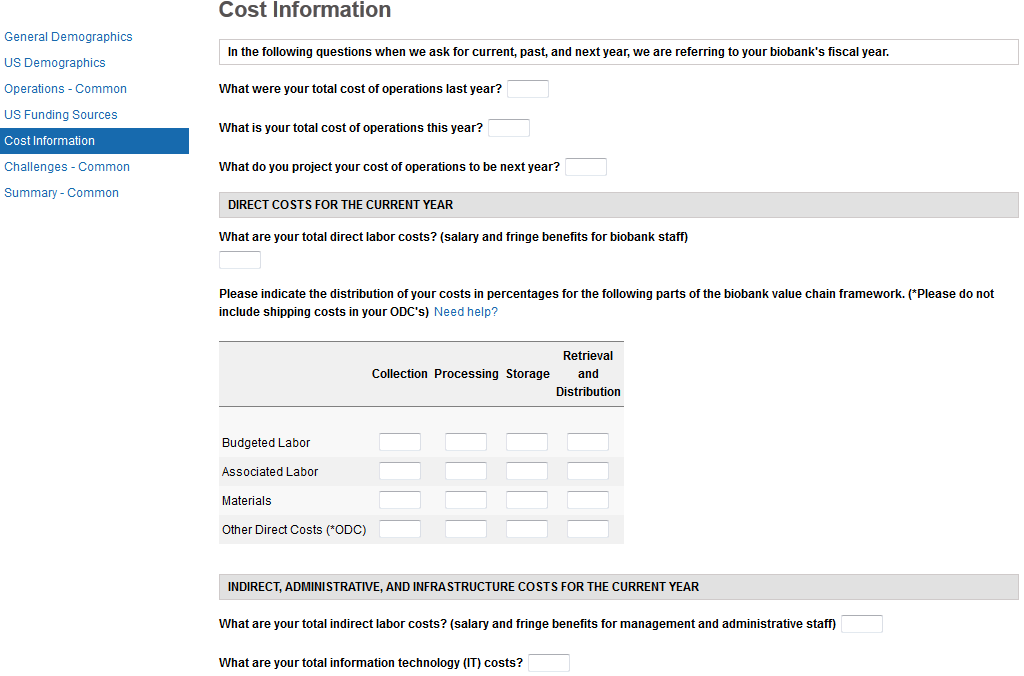 Cost Information
General Demographics
US Demographics
Operations - Common
US Funding Sources
Cost Information
Challenges - Common
Summary - Common
In the following questions when we ask for current, past, and next year, we are referring to your biobank's fiscal year.
What were your total cost of operations last year?
What is your total cost of operations this year?
What do you project your cost of operations to be next year?
DIRECT COSTS FOR THE CURRENT YEAR
What are your total direct labor costs? (salary and fringe benefits for biobank staff)
Please indicate the distribution of your costs in percentages for the following parts of the biobank value chain framework. (*Please do not
include shipping costs in your ODC's) Need help?
Collection Processing Storage Retrieval
and
Distribution
Budgeted Labor
Associated Labor
Materials
Other Direct Costs (*ODC)
INDIRECT, ADMINISTRATIVE, AND INFRASTRUCTURE COSTS FOR THE CURRENT YEAR
What are your total indirect labor costs? (salary and fringe benefits for management and administrative staff)
What are your total information technology (IT) costs?